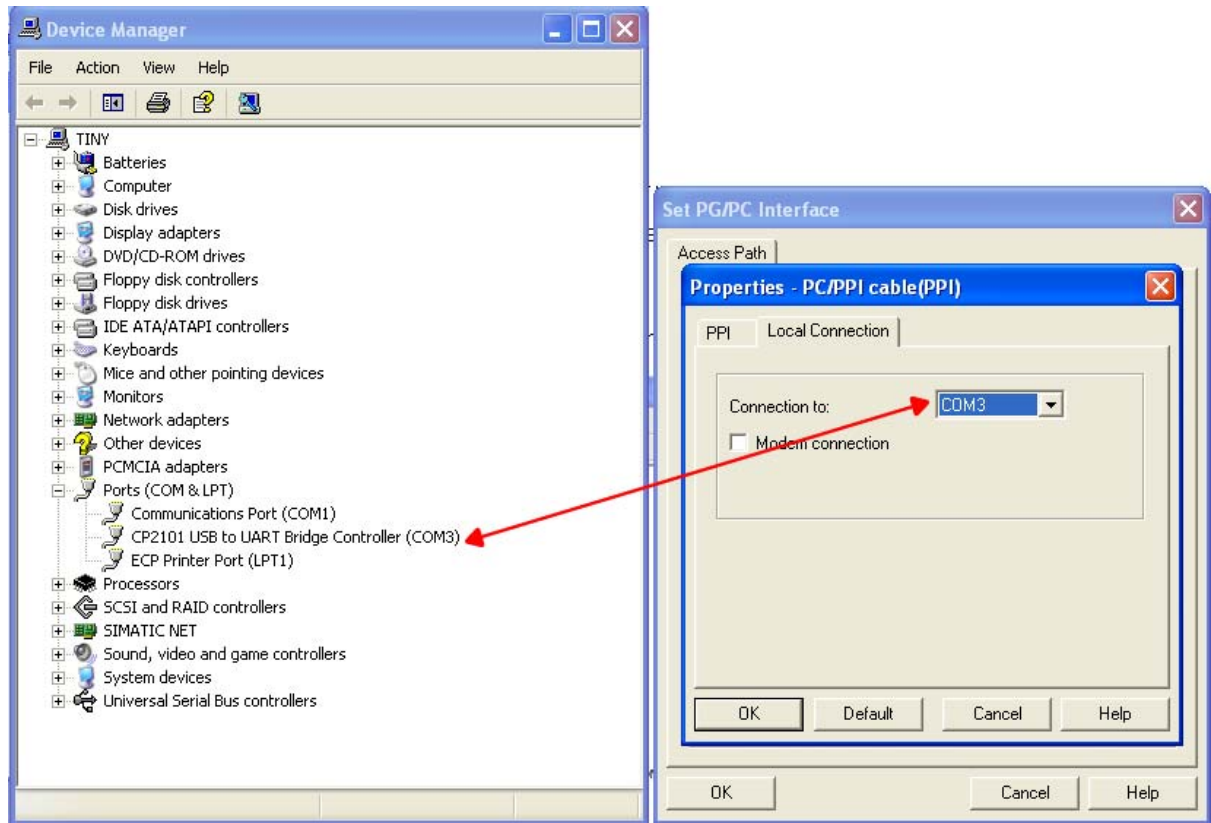 Device Manager
File Action View Help
TINY
Batteries
Computer
Disk drives
Display adapters
DVD/CD-ROM drives
Floppy disk controllers
Floppy disk drives
IDE ATA/ATAPI controllers
Keyboards
Mice and other pointing devices
Monitors
Network adapters
Other devices
PCMCIA adapters
Ports (COM & LPT)
Communications Port (COM1)
CP2101 USB to UART Bridge Controller (COM3)
ECP Printer Port (LPT1)
Processors
SCSI and RAID controllers
SIMATIC NET
Sound, video and game controllers
System devices
Universal Serial Bus controllers
Set PG/PC Interface
Access Path
Properties - PC/PPI cable(PPI)
PPI Local Connection
Connection to: COM3
Modem connection
OK Default Cancel Help
OK Cancel Help